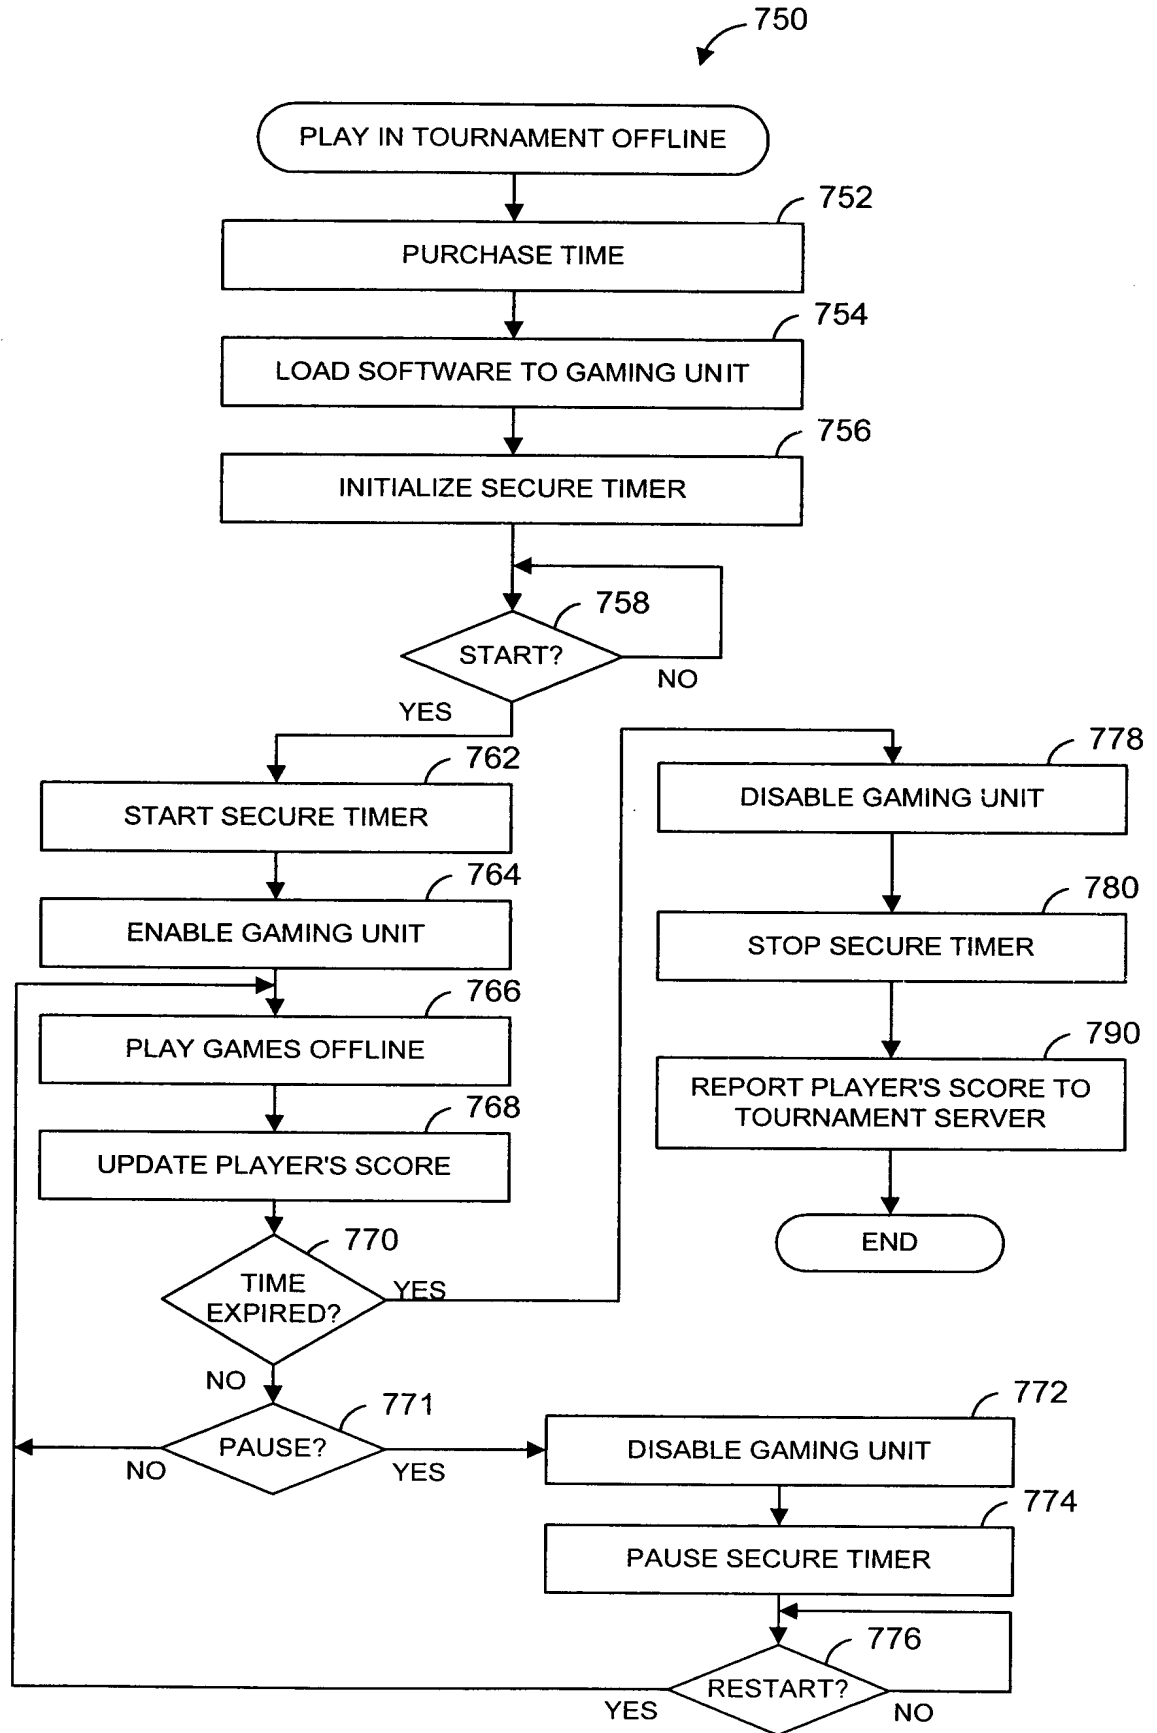 750
PLAY IN TOURNAMENT OFFLINE
752
PURCHASE TIME
754
LOAD SOFTWARE TO GAMING UNIT
756
INITIALIZE SECURE TIMER
758
START?
NO
YES
762
START SECURE TIMER
764
ENABLE GAMING UNIT
766
PLAY GAMES OFFLINE
768
UPDATE PLAYER'S SCORE
770
TIME
EXPIRED?
YES
NO
778
DISABLE GAMING UNIT
780
STOP SECURE TIMER
790
REPORT PLAYER'S SCORE TO
TOURNAMENT SERVER
END
771
PAUSE?
NO
YES
772
DISABLE GAMING UNIT
774
PAUSE SECURE TIMER
776
RESTART?
YES
NO